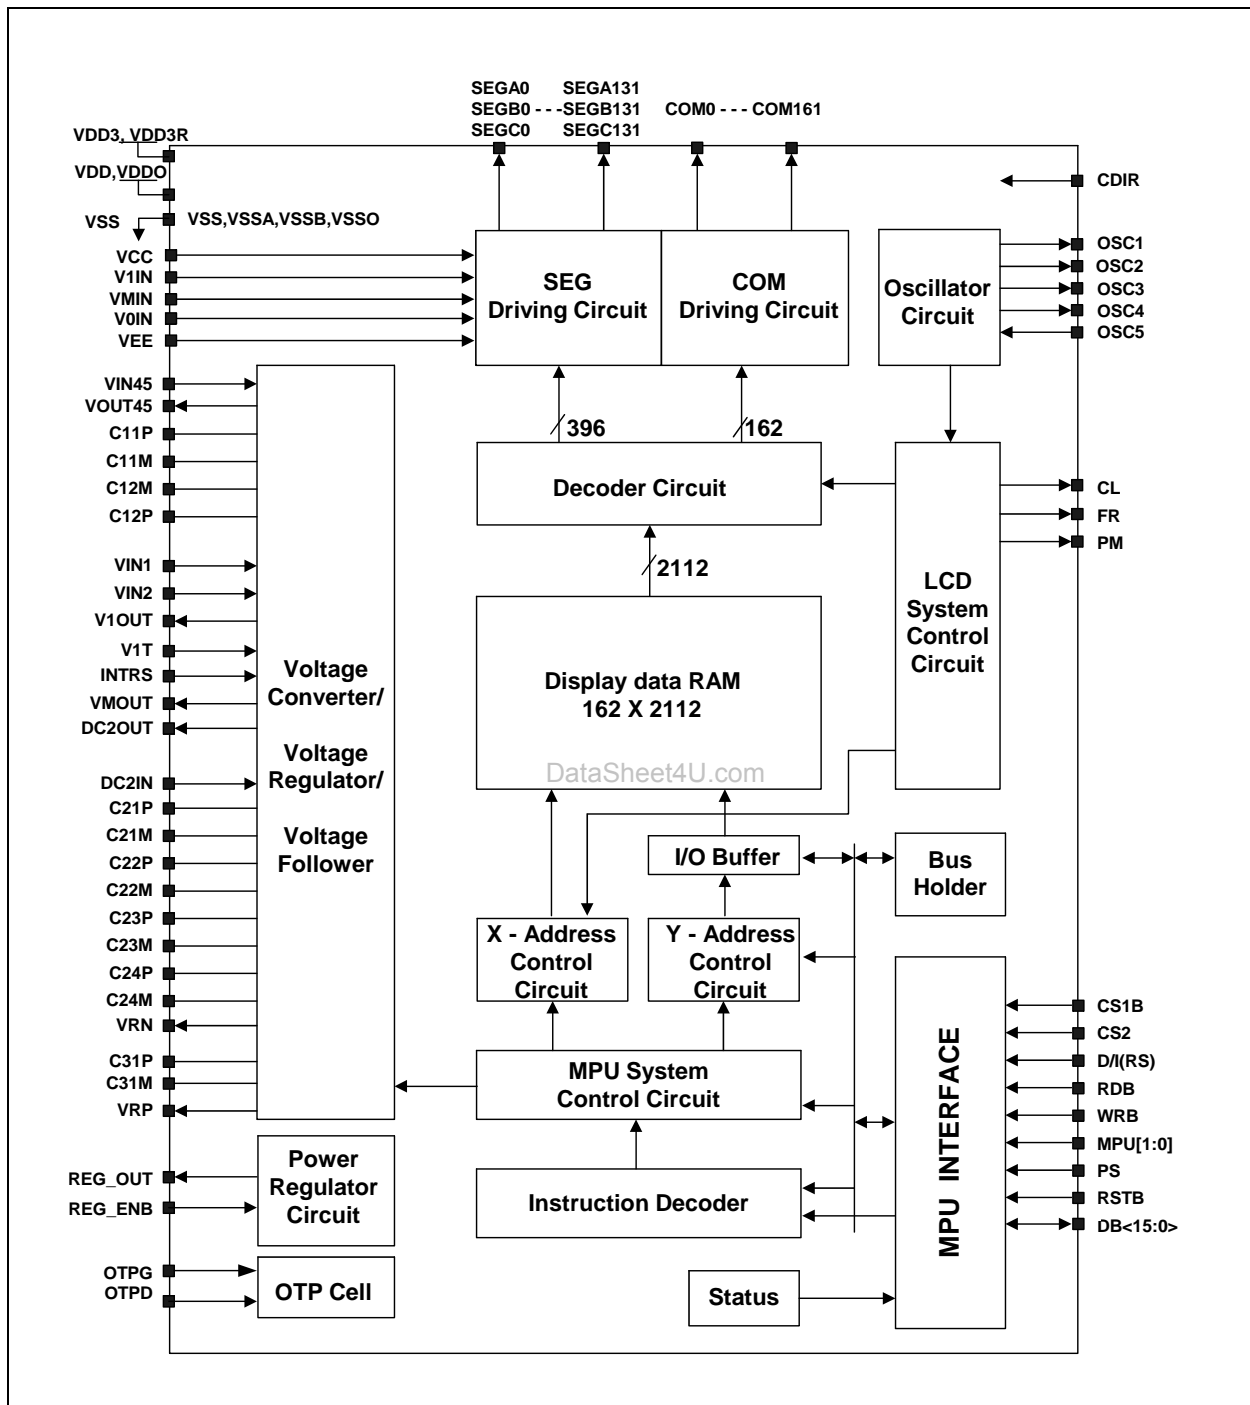 SEGA0 SEGA131
SEGB0 - - - SEGB131 COM0 - - - COM161
SEGC0 SEGC131
VDD3, VDD3R
VDD,VDDO
VSS
VSS,VSSA,VSSB,VSSO
VCC
V1IN
VMIN
V0IN
VEE
CDIR
SEG
Driving Circuit
COM
Driving Circuit
Oscillator
Circuit
OSC1
OSC2
OSC3
OSC4
OSC5
VIN45
VOUT45
C11P
C11M
C12M
C12P
VIN1
VIN2
V1OUT
V1T
INTRS
VMOUT
DC2OUT
DC2IN
C21P
C21M
C22P
C22M
C23P
C23M
C24P
C24M
VRN
C31P
C31M
VRP
Voltage
Converter/
Voltage
Regulator/
Voltage
Follower
396
162
Decoder Circuit
2112
Display data RAM
162 X 2112
DataSheet4U.com
LCD
System
Control
Circuit
CL
FR
PM
I/O Buffer
Bus
Holder
X - Address
Control
Circuit
Y - Address
Control
Circuit
MPU System
Control Circuit
Instruction Decoder
Status
MPU INTERFACE
CS1B
CS2
D/I(RS)
RDB
WRB
MPU[1:0]
PS
RSTB
DB<15:0>
REG_OUT
REG_ENB
Power
Regulator
Circuit
OTPG
OTPD
OTP Cell